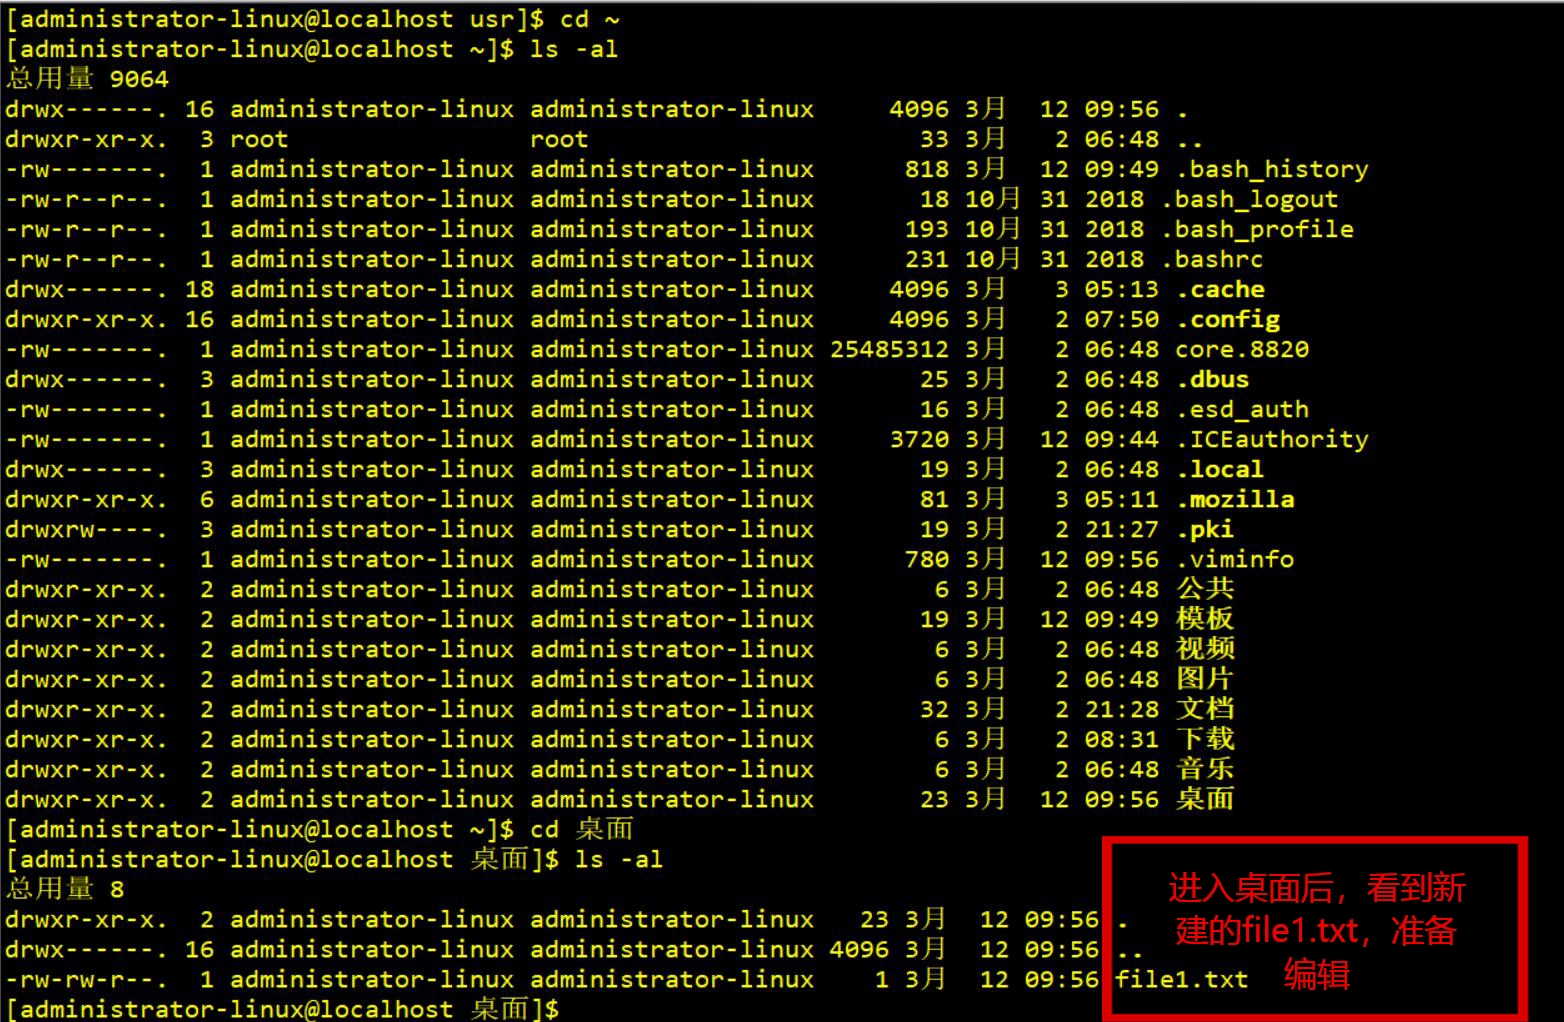 [administrator-linux@localhost usr]$ cd ~
[administrator-linux@localhost ~]$ ls -al
总用量 9064
drwx------. 16 administrator-linux administrator-linux     4096 3月  12 09:56 .
drwxr-xr-x.  3 root                root                      33 3月   2 06:48 ..
-rw-------.  1 administrator-linux administrator-linux      818 3月  12 09:49 .bash_history
-rw-r--r--.  1 administrator-linux administrator-linux       18 10月 31 2018 .bash_logout
-rw-r--r--.  1 administrator-linux administrator-linux      193 10月 31 2018 .bash_profile
-rw-r--r--.  1 administrator-linux administrator-linux      231 10月 31 2018 .bashrc
drwx------. 18 administrator-linux administrator-linux     4096 3月   3 05:13 .cache
drwxr-xr-x. 16 administrator-linux administrator-linux     4096 3月   2 07:50 .config
-rw-------.  1 administrator-linux administrator-linux 25485312 3月   2 06:48 core.8820
drwx------.  3 administrator-linux administrator-linux       25 3月   2 06:48 .dbus
-rw-------.  1 administrator-linux administrator-linux       16 3月   2 06:48 .esd_auth
-rw-------.  1 administrator-linux administrator-linux     3720 3月  12 09:44 .ICEauthority
drwx------.  3 administrator-linux administrator-linux       19 3月   2 06:48 .local
drwxr-xr-x.  6 administrator-linux administrator-linux       81 3月   3 05:11 .mozilla
drwxrw----.  3 administrator-linux administrator-linux       19 3月   2 21:27 .pki
-rw-------.  1 administrator-linux administrator-linux      780 3月  12 09:56 .viminfo
drwxr-xr-x.  2 administrator-linux administrator-linux        6 3月   2 06:48 公共
drwxr-xr-x.  2 administrator-linux administrator-linux       19 3月  12 09:49 模板
drwxr-xr-x.  2 administrator-linux administrator-linux        6 3月   2 06:48 视频
drwxr-xr-x.  2 administrator-linux administrator-linux        6 3月   2 06:48 图片
drwxr-xr-x.  2 administrator-linux administrator-linux       32 3月   2 21:28 文档
drwxr-xr-x.  2 administrator-linux administrator-linux        6 3月   2 08:31 下载
drwxr-xr-x.  2 administrator-linux administrator-linux        6 3月   2 06:48 音乐
drwxr-xr-x.  2 administrator-linux administrator-linux       23 3月  12 09:56 桌面
[administrator-linux@localhost ~]$ cd 桌面
[administrator-linux@localhost 桌面]$ ls -al
总用量 8
drwxr-xr-x.  2 administrator-linux administrator-linux   23 3月  12 09:56 .
drwx------. 16 administrator-linux administrator-linux 4096 3月  12 09:56 ..
-rw-rw-r--.  1 administrator-linux administrator-linux    1 3月  12 09:56 file1.txt
[administrator-linux@localhost 桌面]$
进入桌面后，看到新
建的file1.txt，准备
编辑